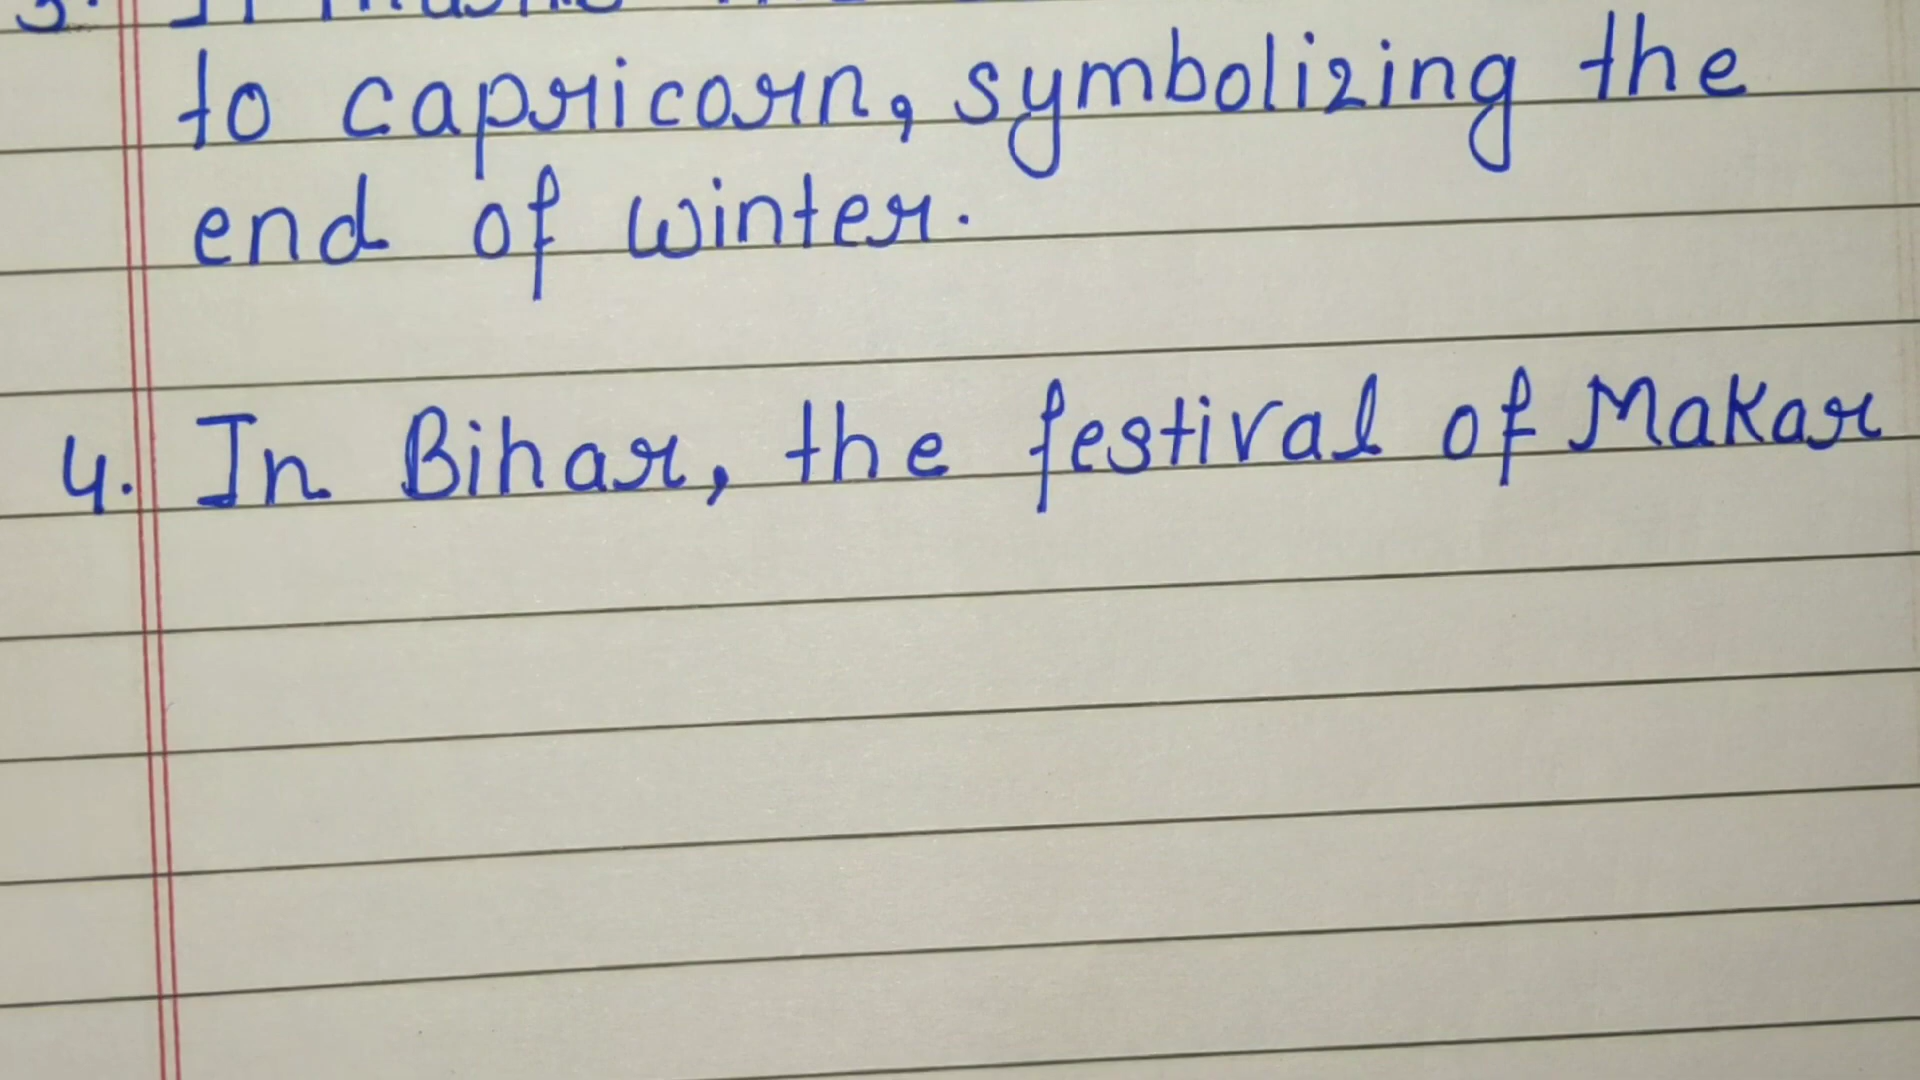 to capricorn, symbolizing the
end of winter.
4. In Bihar, the festival of Makar